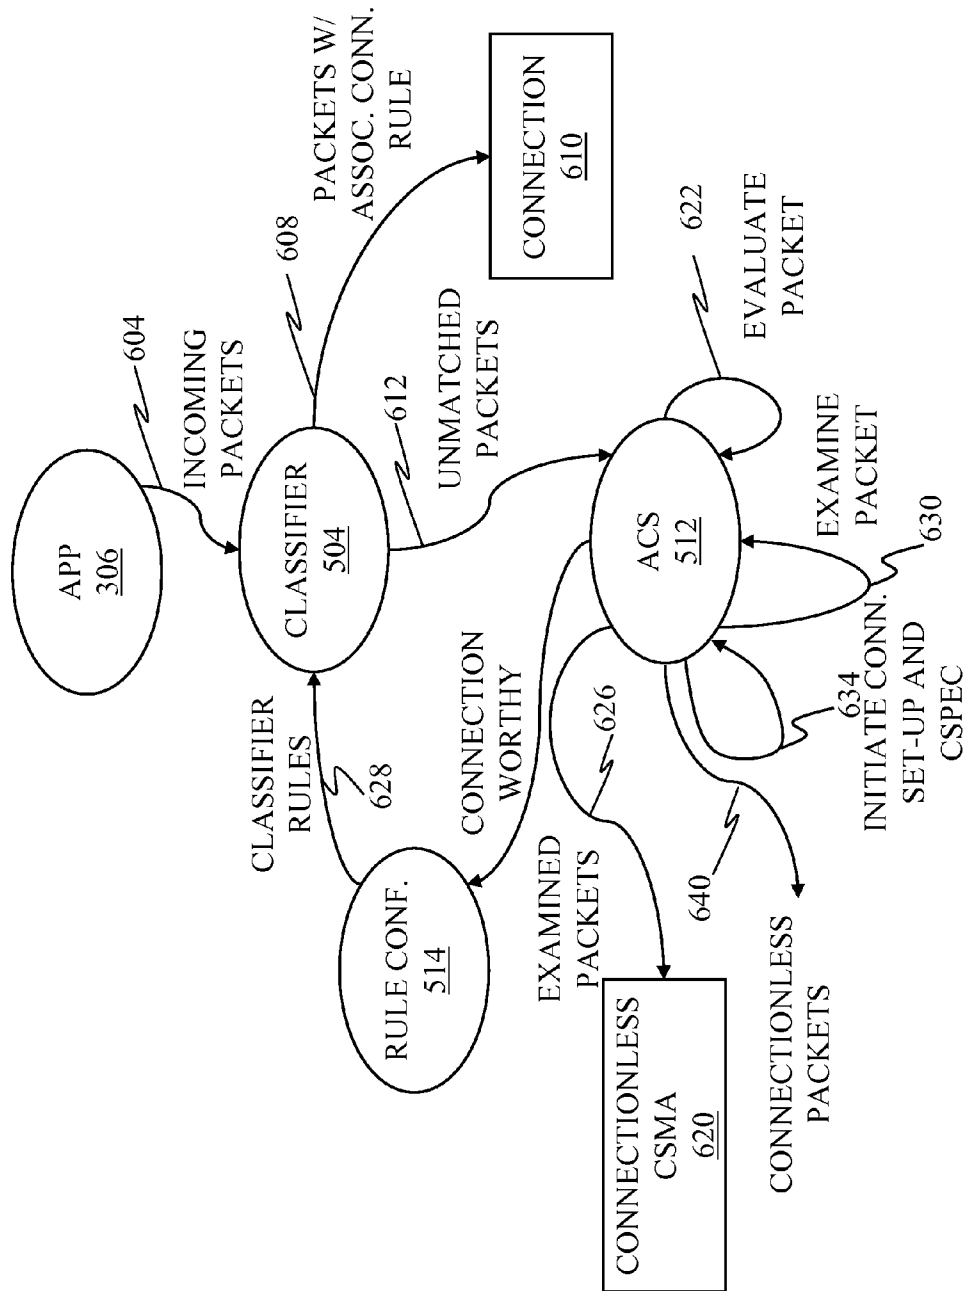 APP
306
604
INCOMING
PACKETS
CLASSIFIER
504
608
PACKETS W/
ASSOC. CONN.
RULE
CONNECTION
610
612
UNMATCHED
PACKETS
CLASSIFIER
RULES
628
RULE CONF.
514
CONNECTION
WORTHY
ACS
512
622
EVALUATE
PACKET
EXAMINE
PACKET
630
634
INITIATE CONN.
SET-UP AND
CSPEC
626
EXAMINED
PACKETS
CONNECTIONLESS
CSMA
620
640
CONNECTIONLESS
PACKETS